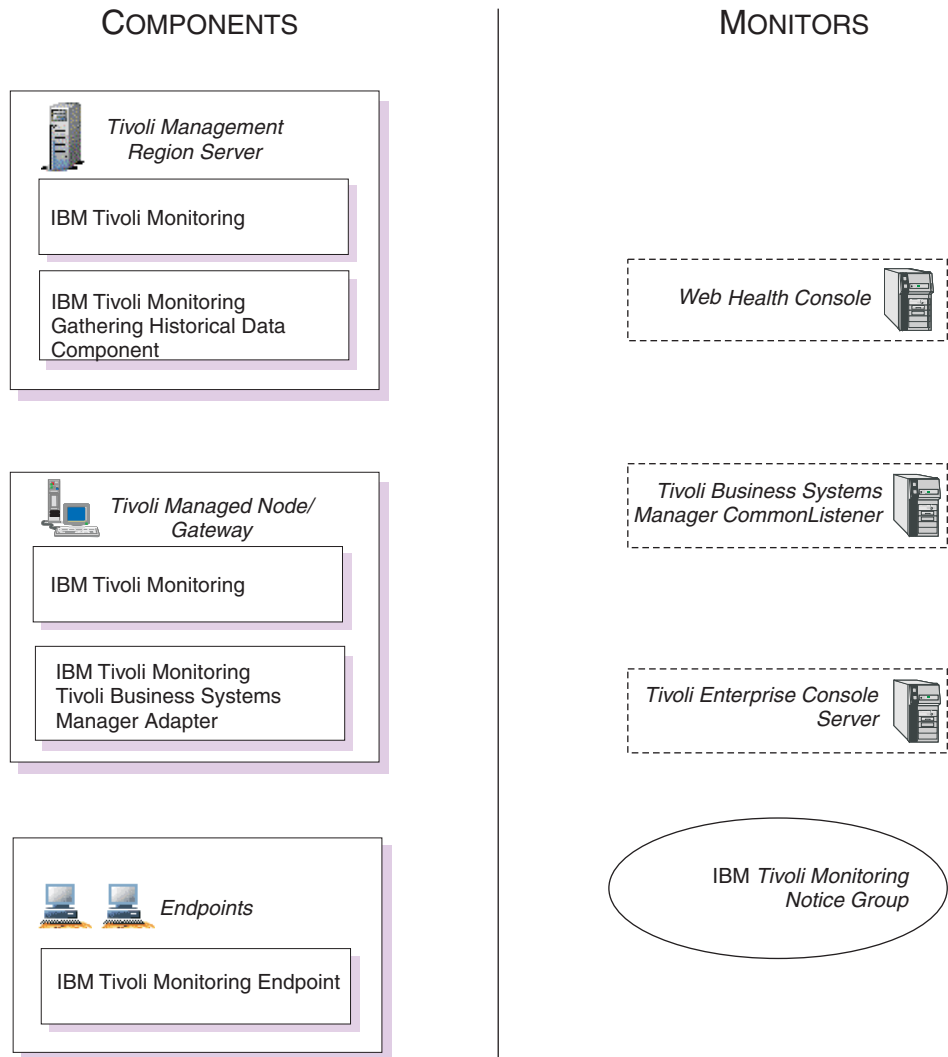 COMPONENTS
Tivoli Management
Region Server
IBM Tivoli Monitoring
IBM Tivoli Monitoring
Gathering Historical Data
Component
Tivoli Managed Node/
Gateway
IBM Tivoli Monitoring
IBM Tivoli Monitoring
Tivoli Business Systems
Manager Adapter
Endpoints
IBM Tivoli Monitoring Endpoint
MONITORS
Web Health Console
Tivoli Business Systems
Manager CommonListener
Tivoli Enterprise Console
Server
IBM Tivoli Monitoring
Notice Group